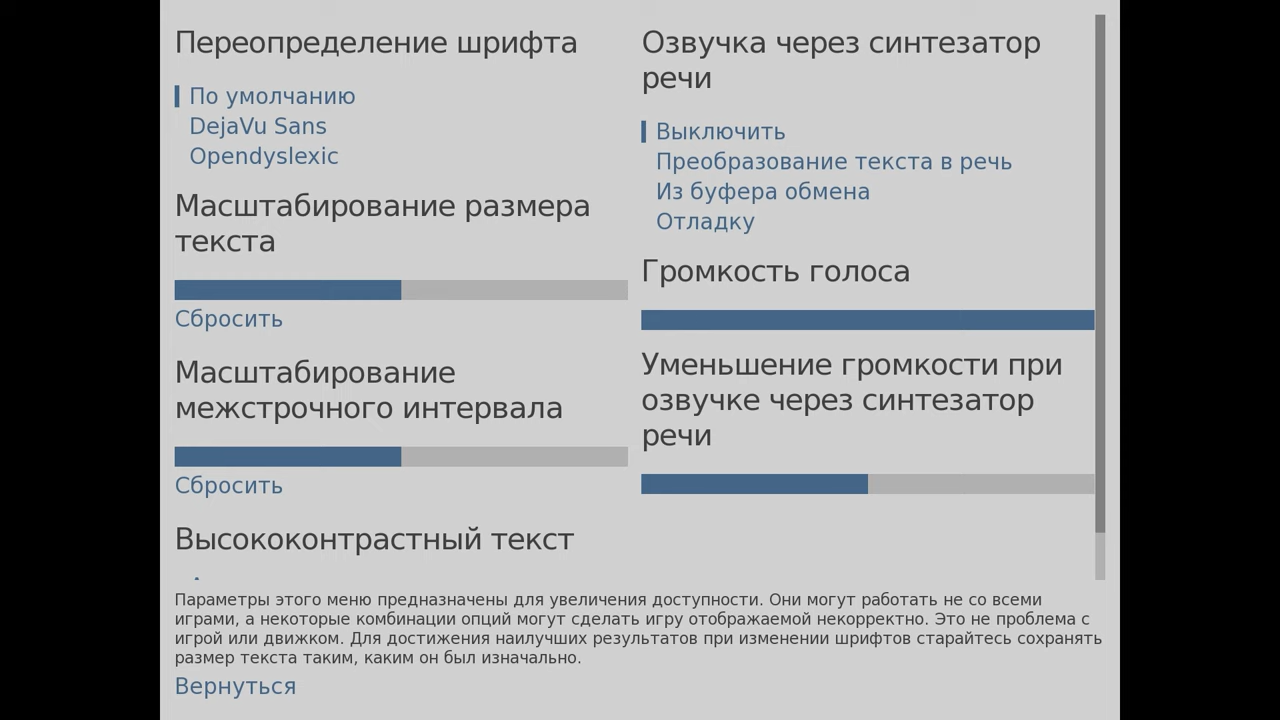 Переопределение шрифта
По умолчанию
DejaVu Sans
Opendyslexic
Масштабирование размера
текста
Сбросить
Масштабирование
межстрочного интервала
Сбросить
Высококонтрастный текст
Озвучка через синтезатор
речи
Выключить
Преобразование текста в речь
Из буфера обмена
Отладку
Громкость голоса
Уменьшение громкости при
озвучке через синтезатор
речи
Параметры этого меню предназначены для увеличения доступности. Они могут работать не со всеми
играми, а некоторые комбинации опций могут сделать игру отображаемой некорректно. Это не проблема с
игрой или движком. Для достижения наилучших результатов при изменении шрифтов старайтесь сохранять
размер текста таким, каким он был изначально.
Вернуться